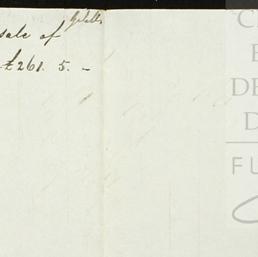 sale of
£261. 5. –
C
E
DE
D
FU